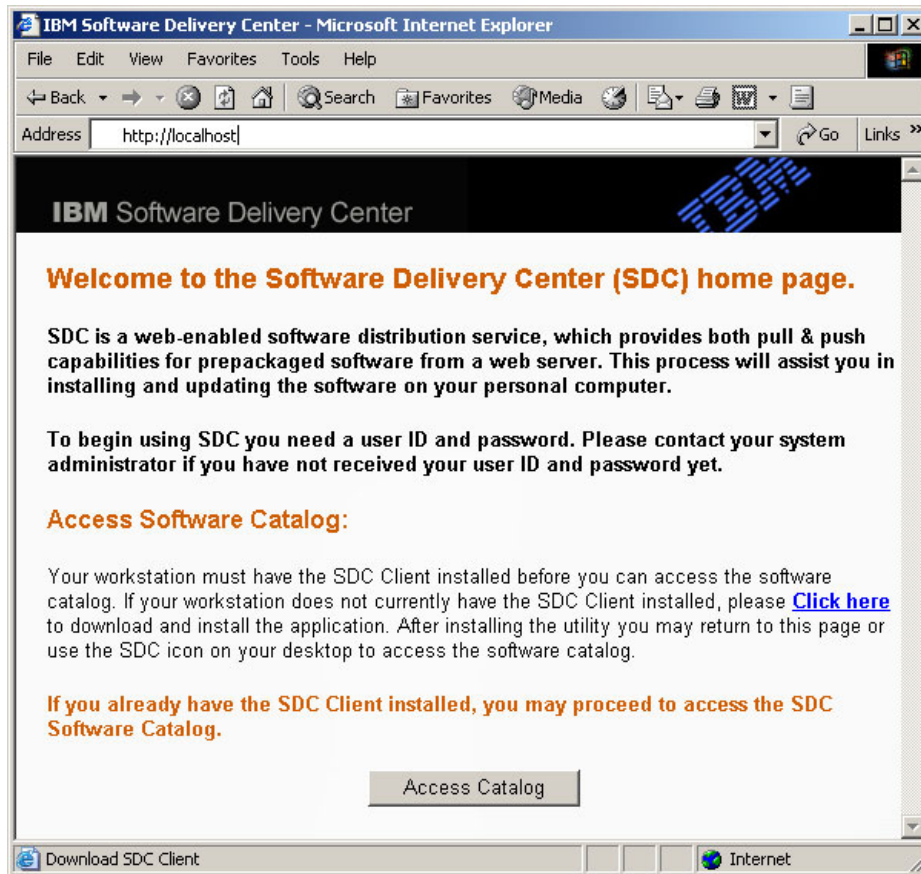 IBM Software Delivery Center - Microsoft Internet Explorer
File Edit View Favorites Tools Help
Back Search Favorites Media
Address http://localhost Go Links »
IBM Software Delivery Center IBM
Welcome to the Software Delivery Center (SDC) home page.
SDC is a web-enabled software distribution service, which provides both pull & push
capabilities for prepackaged software from a web server. This process will assist you in
installing and updating the software on your personal computer.
To begin using SDC you need a user ID and password. Please contact your system
administrator if you have not received your user ID and password yet.
Access Software Catalog:
Your workstation must have the SDC Client installed before you can access the software
catalog. If your workstation does not currently have the SDC Client installed, please Click here
to download and install the application. After installing the utility you may return to this page or
use the SDC icon on your desktop to access the software catalog.
If you already have the SDC Client installed, you may proceed to access the SDC
Software Catalog.
Access Catalog
Download SDC Client Internet